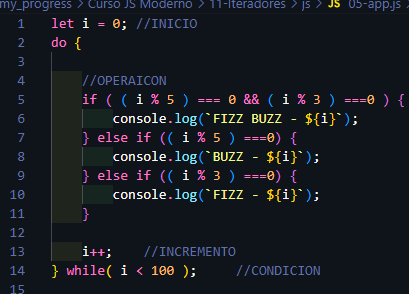 my_progress > Curso JS Moderno > 11-Iteradores > js > JS 05-app.js
1 let i = 0; //INICIO
2 do {
3
4 //OPERAICON
5 if ( ( i % 5 ) === 0 && ( i % 3 ) ===0 ) {
6 console.log(`FIZZ BUZZ - ${i}`);
7 } else if (( i % 5 ) ===0) {
8 console.log(`BUZZ - ${i}`);
9 } else if (( i % 3 ) ===0) {
10 console.log(`FIZZ - ${i}`);
11 }
12
13 i++; //INCREMENTO
14 } while( i < 100 ); //CONDICION